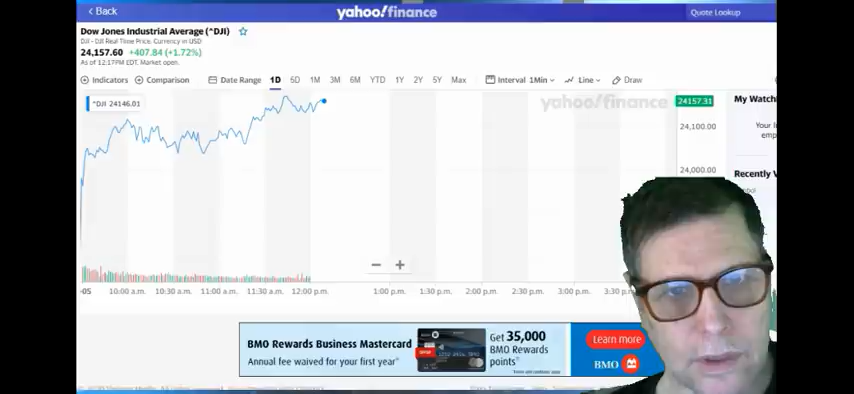 Back
yahoo!finance
Quote Lookup
Dow Jones Industrial Average (^DJI)
DJI - DJI Real Time Price. Currency in USD
24,157.60 +407.84 (+1.72%)
As of 12:17PM EDT. Market open.
Indicators Comparison Date Range 1D 5D 1M 3M 6M YTD 1Y 2Y 5Y Max Interval 1Min Line Draw
^DJI 24146.01
yahoo!finance
24157.31
24,100.00
24,000.00
My Watch
Your l
emp
Recently V
-05 10:00 a.m. 10:30 a.m. 11:00 a.m. 11:30 a.m. 12:00 p.m. 1:00 p.m. 1:30 p.m. 2:00 p.m. 2:30 p.m. 3:00 p.m. 3:30 p
BMO Rewards Business Mastercard
Annual fee waived for your first year*
Get 35,000
BMO Rewards
points*
Learn more
BMO